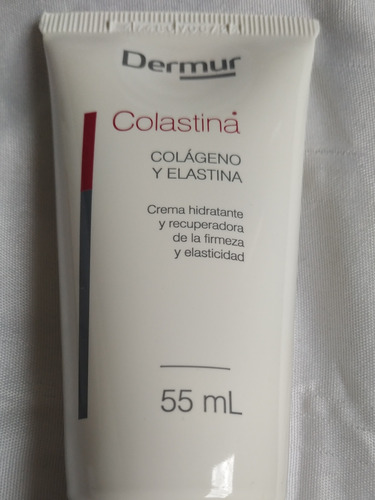 Dermur
Colastina
COLÁGENO
Y ELASTINA
Crema hidratante
y recuperadora
de la firmeza
y elasticidad
55 mL